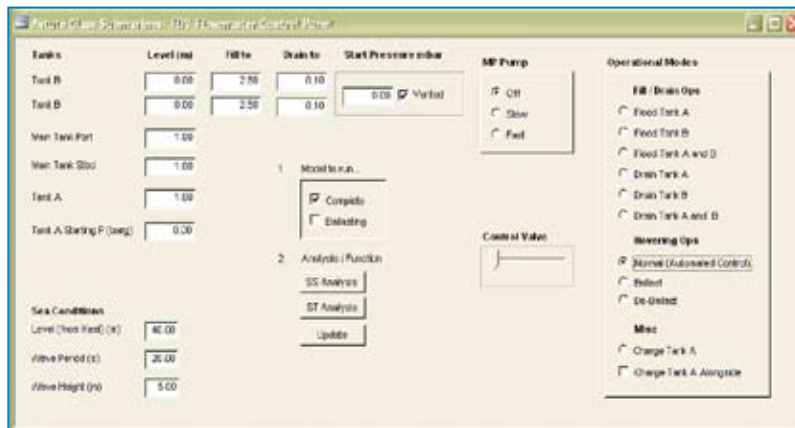 Control Panel
Tanks Level (m) Fill to Drain to Start Pressure mbar
Tank B 0.00 2.50 0.10
0.00 Vented
Tank B 0.00 2.50 0.10
Main Tank Port 1.00
Main Tank Stbd 1.00
Tank A 1.00
Tank A Starting P (barg) 0.00
1 Model to run...
Complete
Ballasting
2 Analysis / Function
SS Analysis
ST Analysis
Update
Sea Conditions
Level (from Keel) (m) 40.00
Wave Period (s) 20.00
Wave Height (m) 5.00
MP Pump
Off
Slow
Fast
Control Valve
Operational Modes
Fill / Drain Ops
Flood Tank A
Flood Tank B
Flood Tank A and B
Drain Tank A
Drain Tank B
Drain Tank A and B
Hovering Ops
Normal (Automated Control)
Ballast
De-Ballast
Misc
Charge Tank A
Charge Tank A Alongside